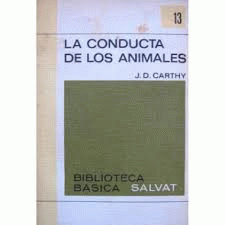 13
LA CONDUCTA
DE LOS ANIMALES
J. D. CARTHY
BIBLIOTECA
BASICA SALVAT